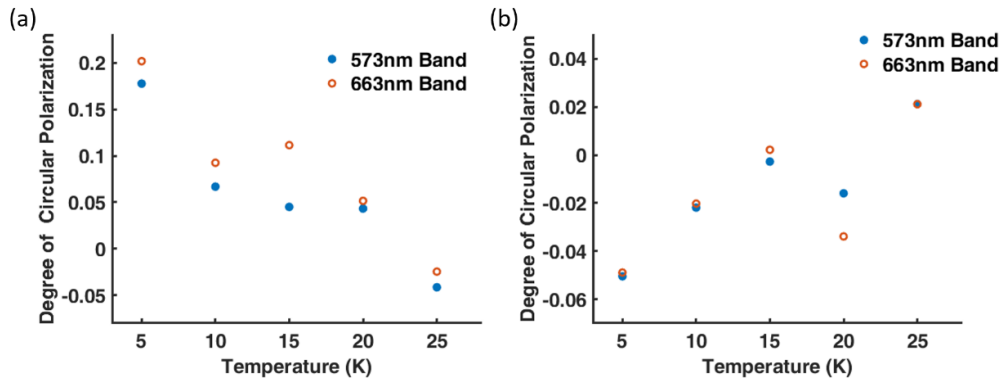 (a)
Degree of Circular Polarization
0.2
0.15
0.1
0.05
0
-0.05
5 10 15 20 25
Temperature (K)
573nm Band
663nm Band
(b)
Degree of Circular Polarization
0.04
0.02
0
-0.02
-0.04
-0.06
5 10 15 20 25
Temperature (K)
573nm Band
663nm Band